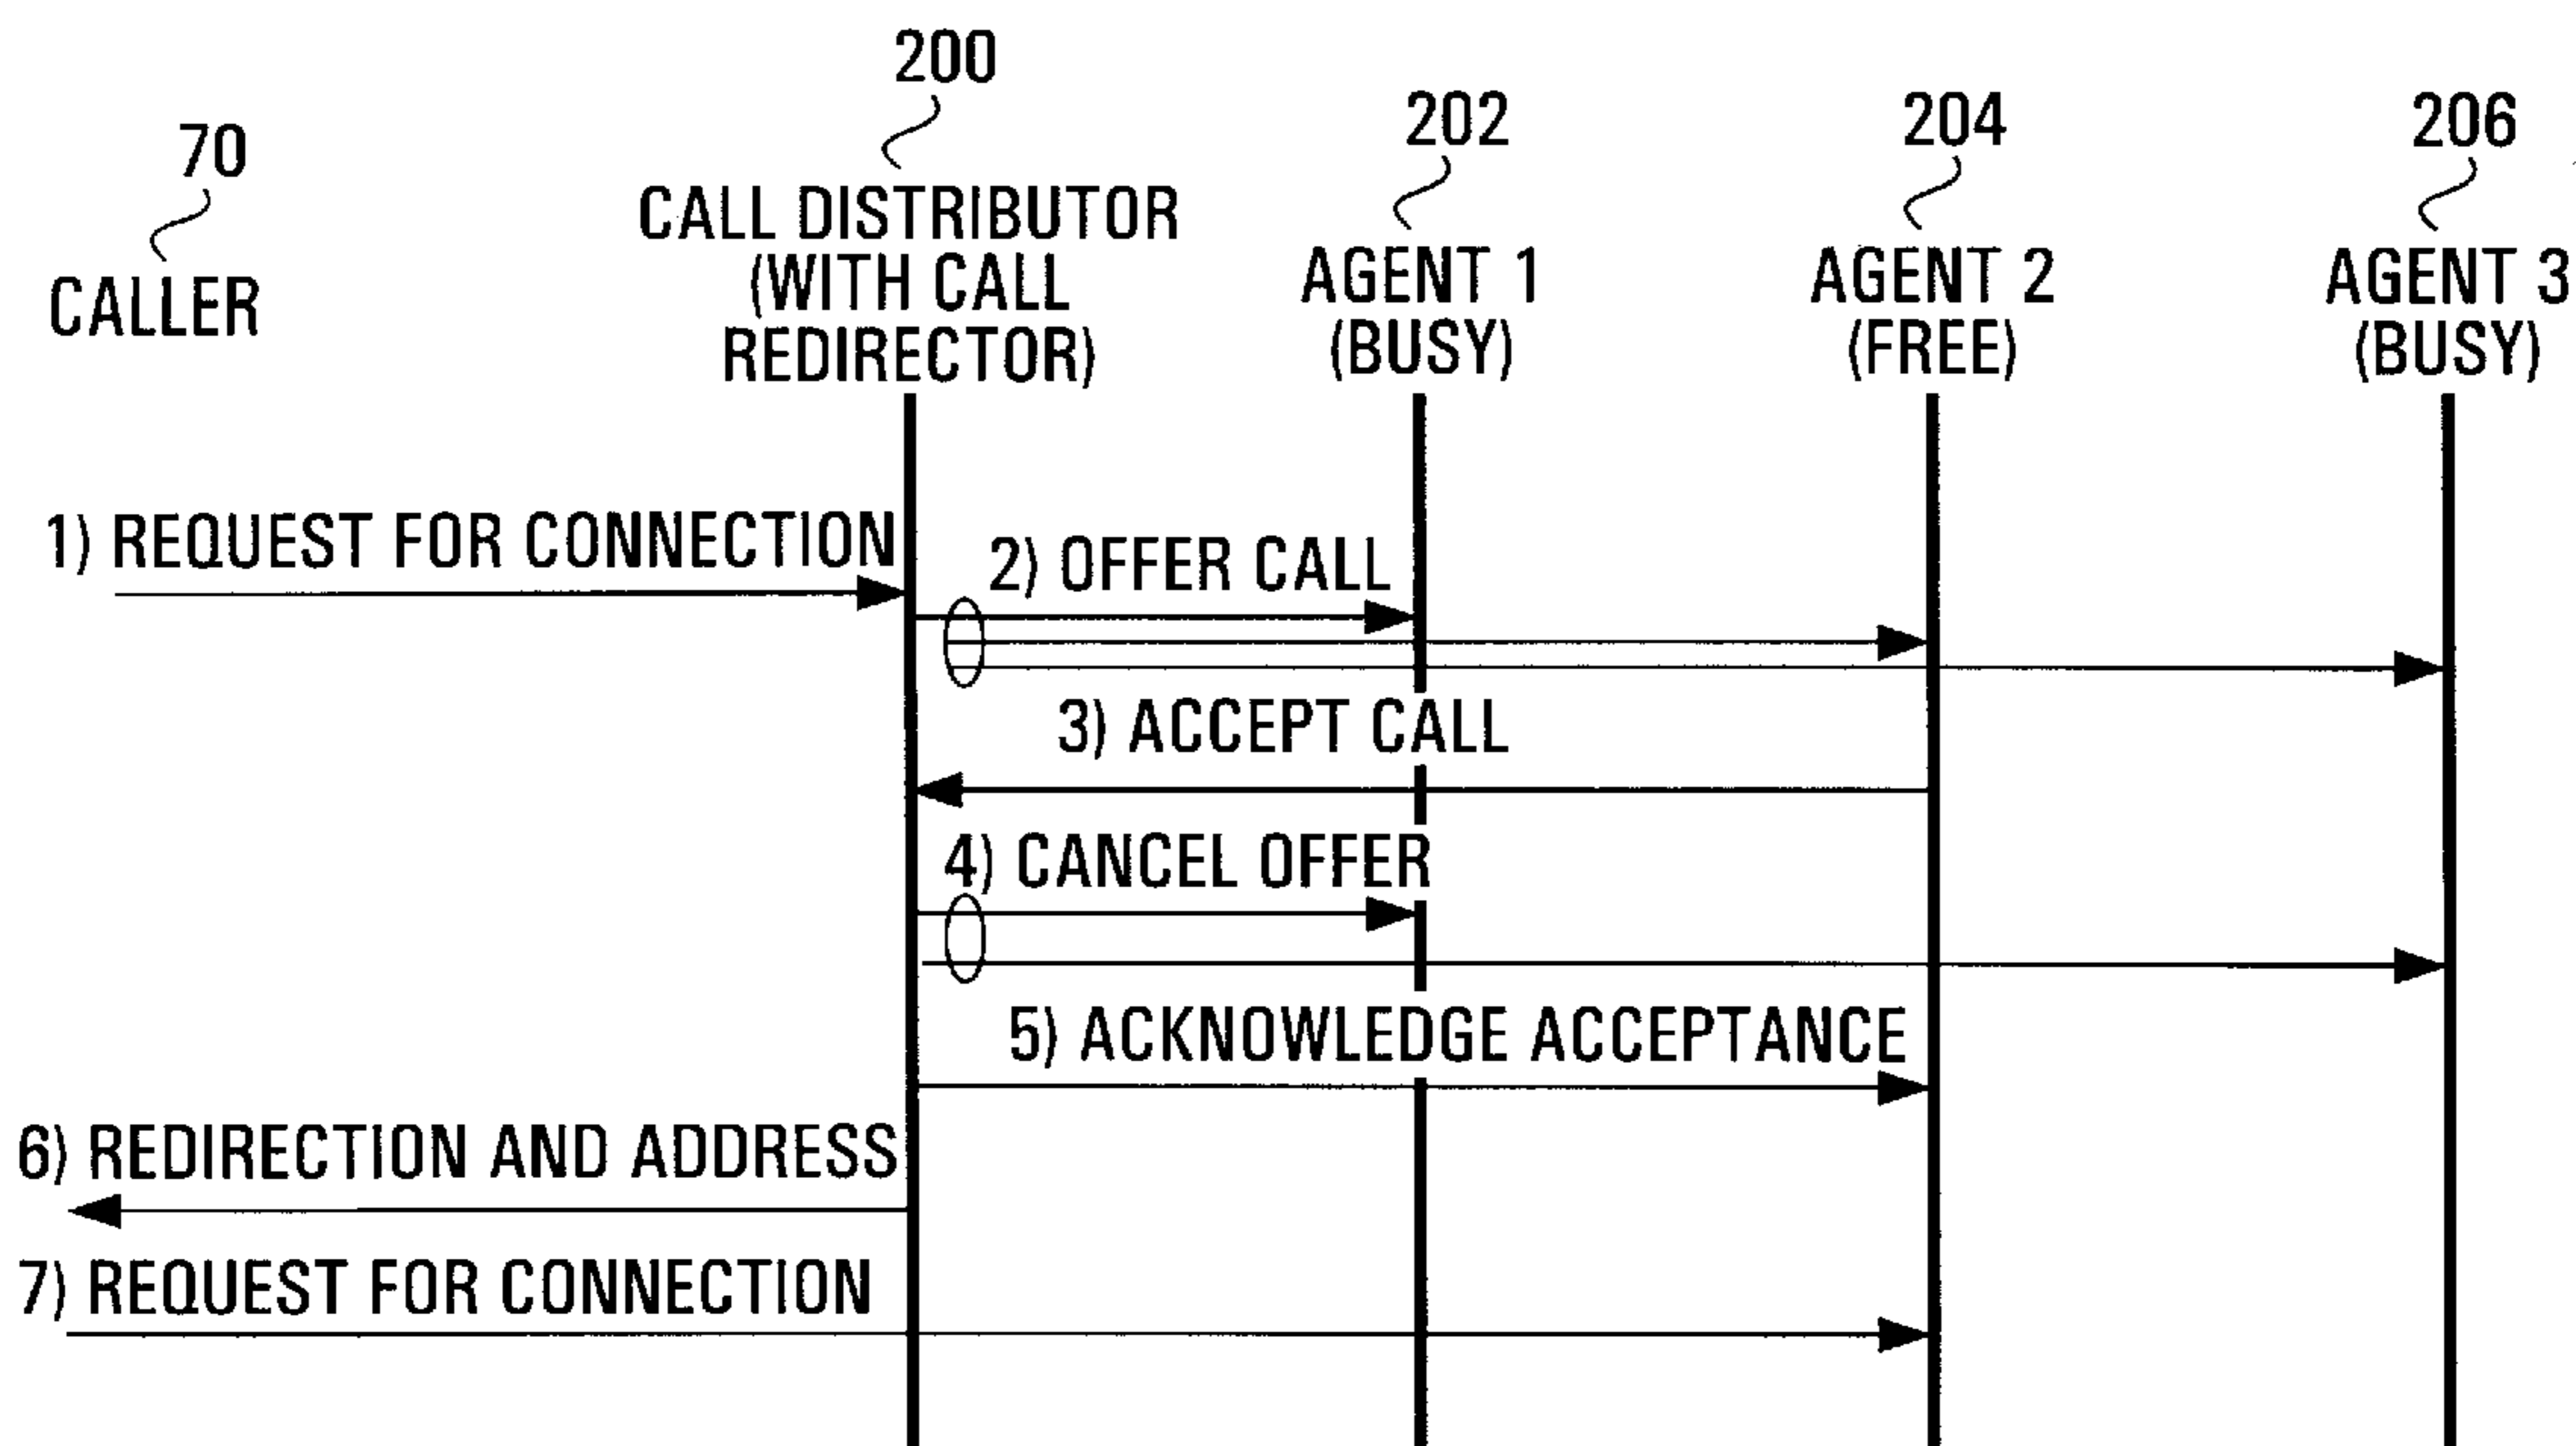 200
202
204
206
70
CALL DISTRIBUTOR
(WITH CALL
REDIRECTOR)
AGENT 1
(BUSY)
AGENT 2
(FREE)
AGENT 3
(BUSY)
CALLER
1) REQUEST FOR CONNECTION
2) OFFER CALL
3) ACCEPT CALL
4) CANCEL OFFER
5) ACKNOWLEDGE ACCEPTANCE
6) REDIRECTION AND ADDRESS
7) REQUEST FOR CONNECTION